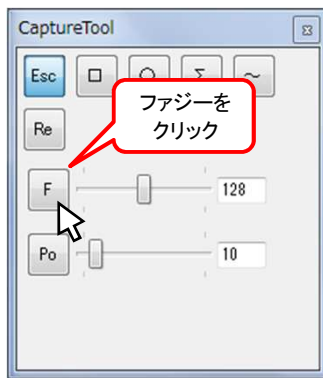 CaptureTool
Esc □ ○ Σ ～
ファジーを
クリック
Re
F 128
Po 10